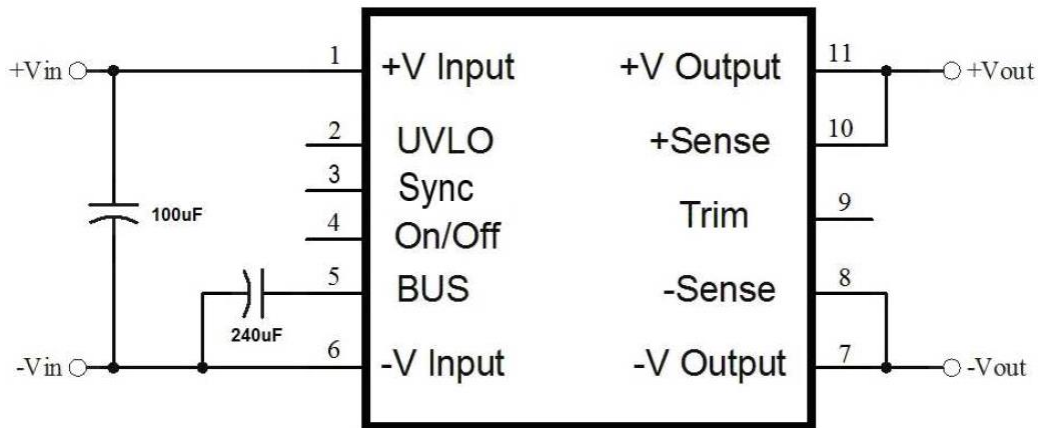 +Vin
1
+V Input
+V Output
11
+Vout
2
UVLO
+Sense
10
3
Sync
100uF
Trim
9
4
On/Off
5
BUS
-Sense
8
240uF
-Vin
6
-V Input
-V Output
7
-Vout